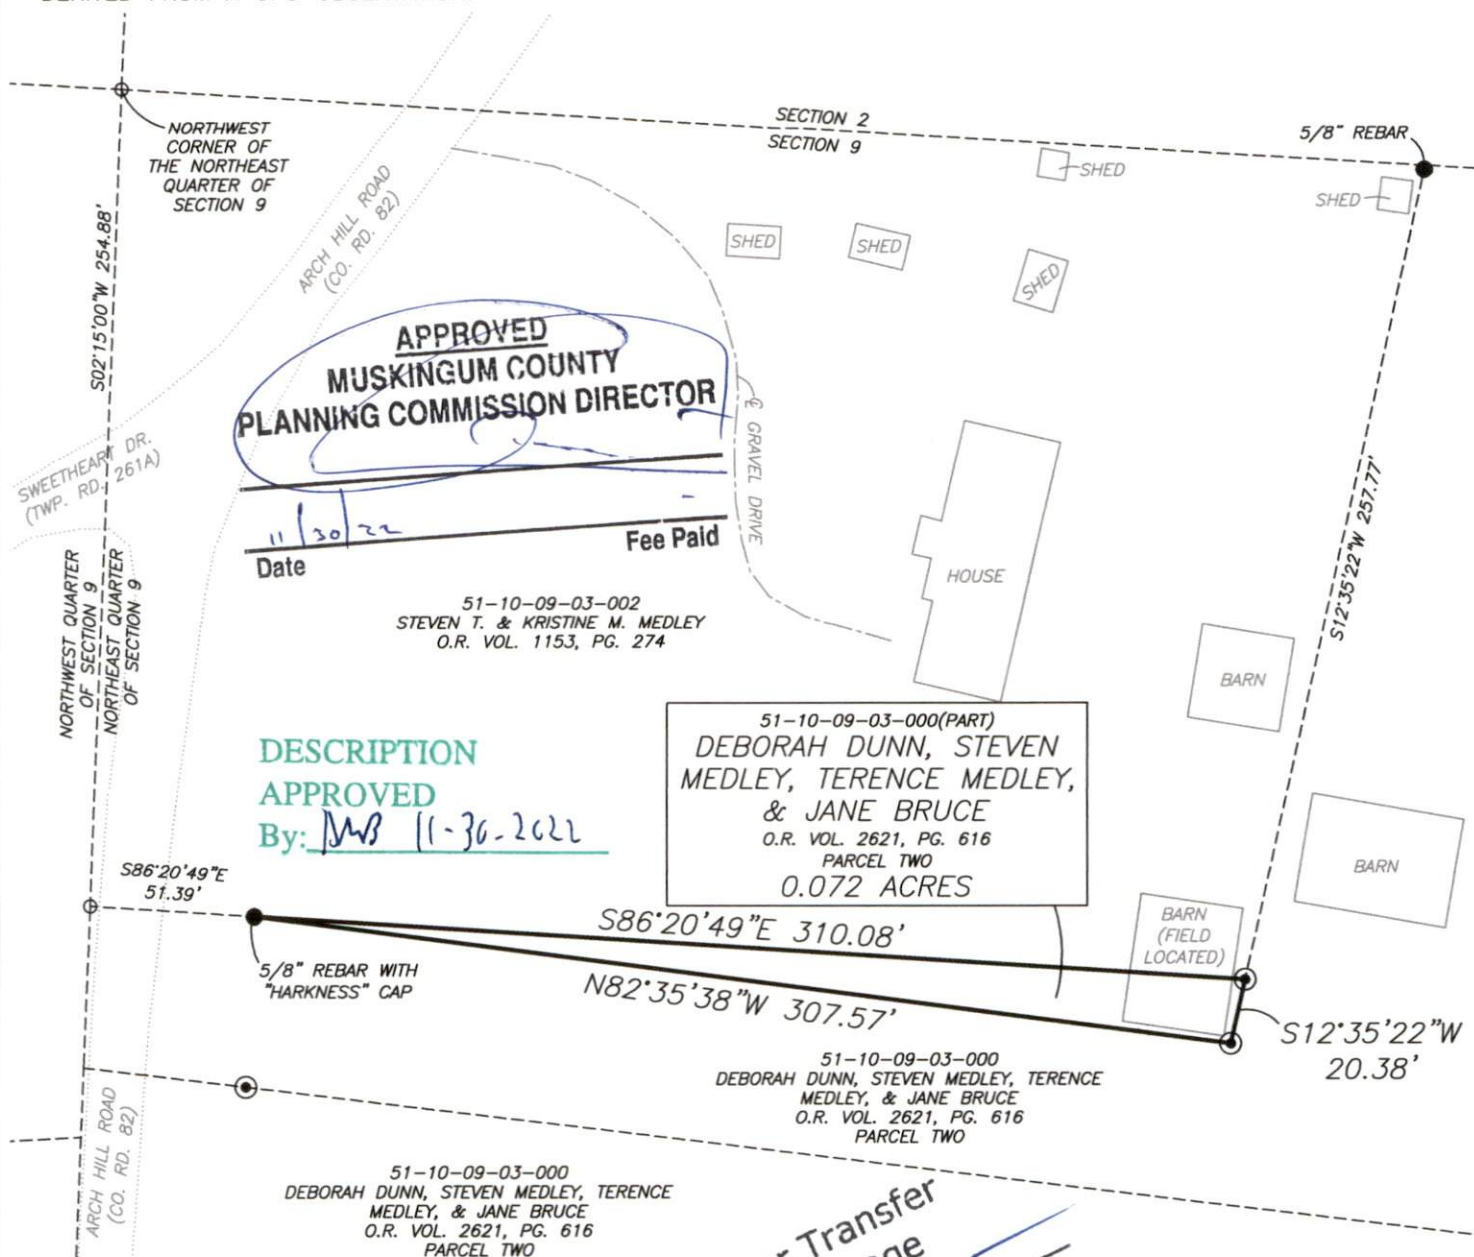 SECTION 2
SECTION 9
5/8" REBAR
NORTHWEST
CORNER OF
THE NORTHEAST
QUARTER OF
SECTION 9
SHED
SHED
SHED
SHED
SHED
ARCH HILL ROAD
(CO. RD. 82)
S02°15'00"W 254.88'
APPROVED
MUSKINGUM COUNTY
PLANNING COMMISSION DIRECTOR
11/30/22
Date
Fee Paid
℄ GRAVEL DRIVE
SWEETHEART DR.
(TWP. RD. 261A)
S12°35'22"W 257.77'
HOUSE
NORTHWEST QUARTER
OF SECTION 9
NORTHEAST QUARTER
OF SECTION 9
51-10-09-03-002
STEVEN T. & KRISTINE M. MEDLEY
O.R. VOL. 1153, PG. 274
BARN
51-10-09-03-000(PART)
DEBORAH DUNN, STEVEN
MEDLEY, TERENCE MEDLEY,
& JANE BRUCE
O.R. VOL. 2621, PG. 616
PARCEL TWO
0.072 ACRES
DESCRIPTION
APPROVED
By: 11-30-2022
BARN
S86°20'49"E
51.39'
S86°20'49"E 310.08'
BARN
(FIELD
LOCATED)
5/8" REBAR WITH
"HARKNESS" CAP
N82°35'38"W 307.57'
S12°35'22"W
20.38'
51-10-09-03-000
DEBORAH DUNN, STEVEN MEDLEY, TERENCE
MEDLEY, & JANE BRUCE
O.R. VOL. 2621, PG. 616
PARCEL TWO
ARCH HILL ROAD
(CO. RD. 82)
51-10-09-03-000
DEBORAH DUNN, STEVEN MEDLEY, TERENCE
MEDLEY, & JANE BRUCE
O.R. VOL. 2621, PG. 616
PARCEL TWO
Transfer